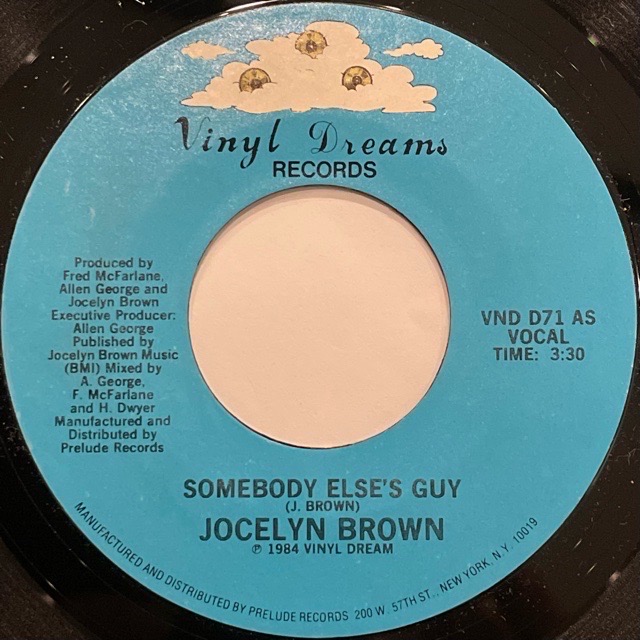 Vinyl Dreams
RECORDS
Produced by
Fred McFarlane,
Allen George and
Jocelyn Brown
Executive Producer:
Allen George
Published by
Jocelyn Brown Music
(BMI) Mixed by
A. George,
F. McFarlane
and H. Dwyer
Manufactured and
Distributed by
Prelude Records
VND D71 AS
VOCAL
TIME: 3:30
SOMEBODY ELSE'S GUY
(J. BROWN)
JOCELYN BROWN
℗ 1984 VINYL DREAM
MANUFACTURED AND DISTRIBUTED BY PRELUDE RECORDS 200 W. 57TH ST., NEW YORK, N.Y. 10019